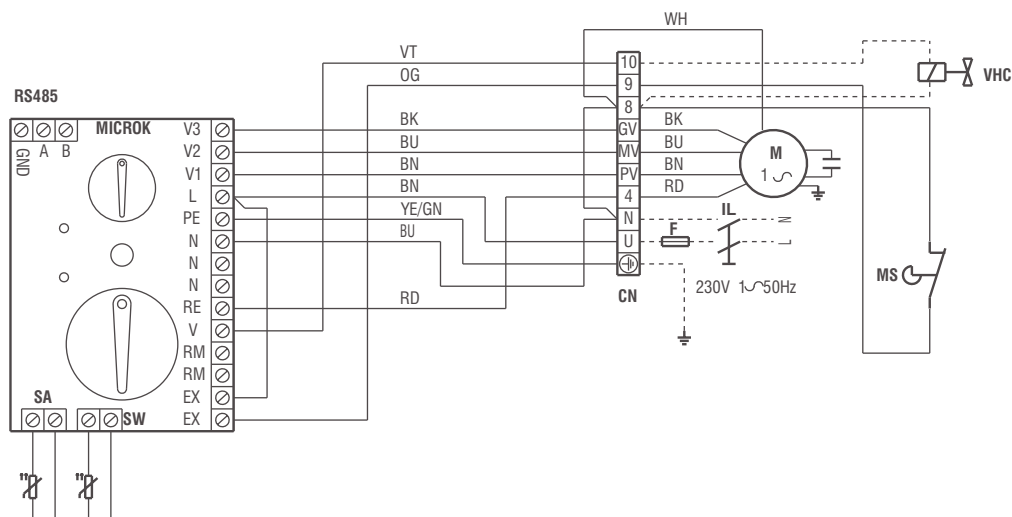 WH
VT
OG
RS485
MICROK
GND
A
B
V3
V2
V1
L
PE
N
N
N
RE
V
RM
RM
EX
EX
SA
SW
BK
BU
BN
BN
YE/GN
BU
RD
10
9
8
GV
MV
PV
4
N
U
CN
BK
BU
BN
RD
M
1
VHC
F
IL
N
L
230V 1 50Hz
MS